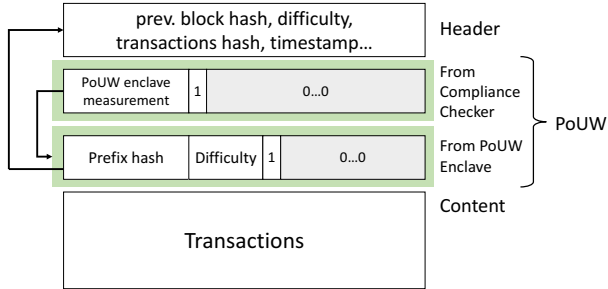 prev. block hash, difficulty,
transactions hash, timestamp...
Header
PoUW enclave
measurement
1
0...0
From
Compliance
Checker
PoUW
Prefix hash
Difficulty
1
0...0
From PoUW
Enclave
Content
Transactions